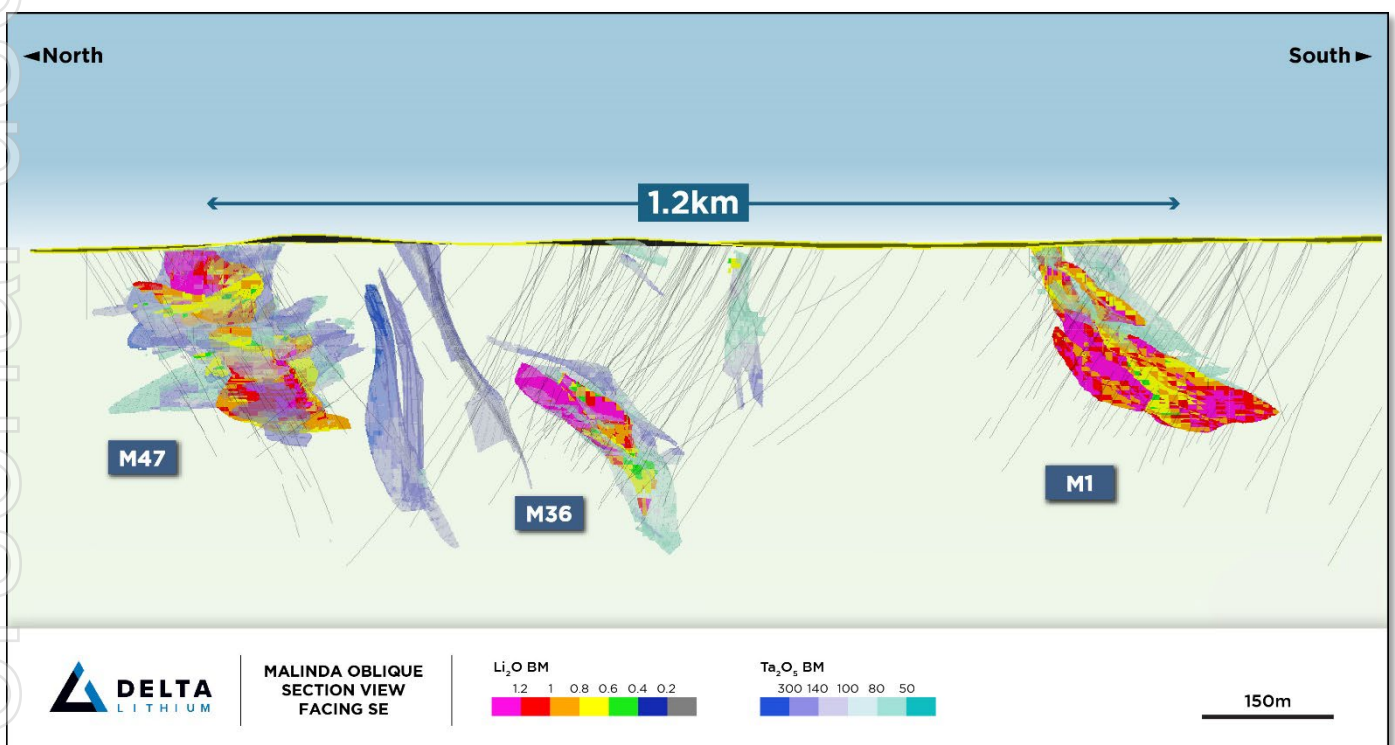 ◄North
South►
1.2km
M47
M36
M1
DELTA
LITHIUM
MALINDA OBLIQUE
SECTION VIEW
FACING SE
Li₂O BM
1.2 1 0.8 0.6 0.4 0.2
Ta₂O₅ BM
300 140 100 80 50
150m